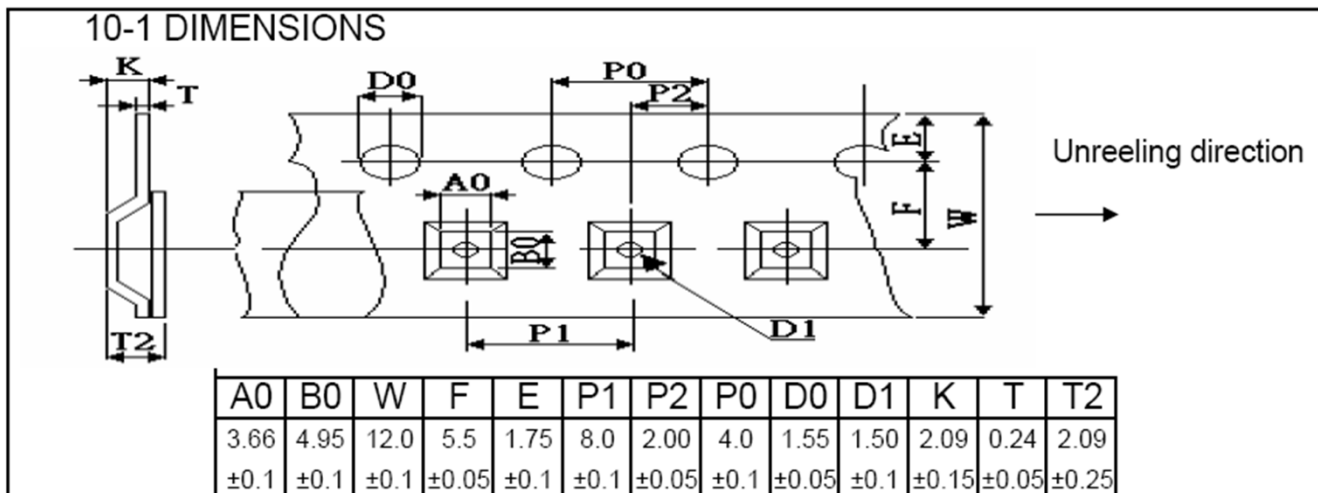 10-1 DIMENSIONS
K
T
D0
P0
P2
E
Unreeling direction
A0
F
W
B0
T2
P1
D1
A0 B0 W F E P1 P2 P0 D0 D1 K T T2
3.66 4.95 12.0 5.5 1.75 8.0 2.00 4.0 1.55 1.50 2.09 0.24 2.09
±0.1 ±0.1 ±0.1 ±0.05 ±0.1 ±0.1 ±0.05 ±0.1 ±0.05 ±0.1 ±0.15 ±0.05 ±0.25